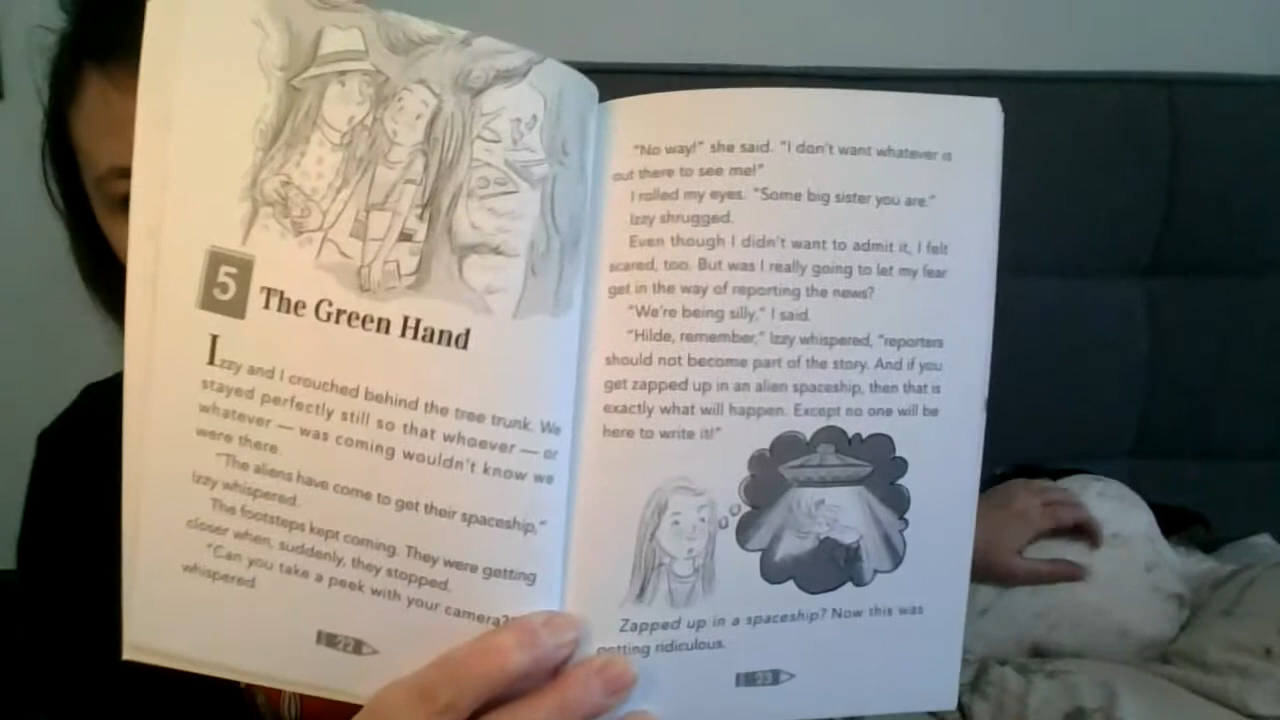 5
The Green Hand
Izzy and I crouched behind the tree trunk. We
stayed perfectly still so that whoever — or
whatever — was coming wouldn't know we
were there.
"The aliens have come to get their spaceship,"
Izzy whispered.
The footsteps kept coming. They were getting
closer when, suddenly, they stopped.
"Can you take a peek with your camera?"
whispered.
22
"No way!" she said. "I don't want whatever is
out there to see me!"
I rolled my eyes. "Some big sister you are."
Izzy shrugged.
Even though I didn't want to admit it, I felt
scared, too. But was I really going to let my fear
get in the way of reporting the news?
"We're being silly," I said.
"Hilde, remember," Izzy whispered, "reporters
should not become part of the story. And if you
get zapped up in an alien spaceship, then that is
exactly what will happen. Except no one will be
here to write it!"
Zapped up in a spaceship? Now this was
getting ridiculous.
23